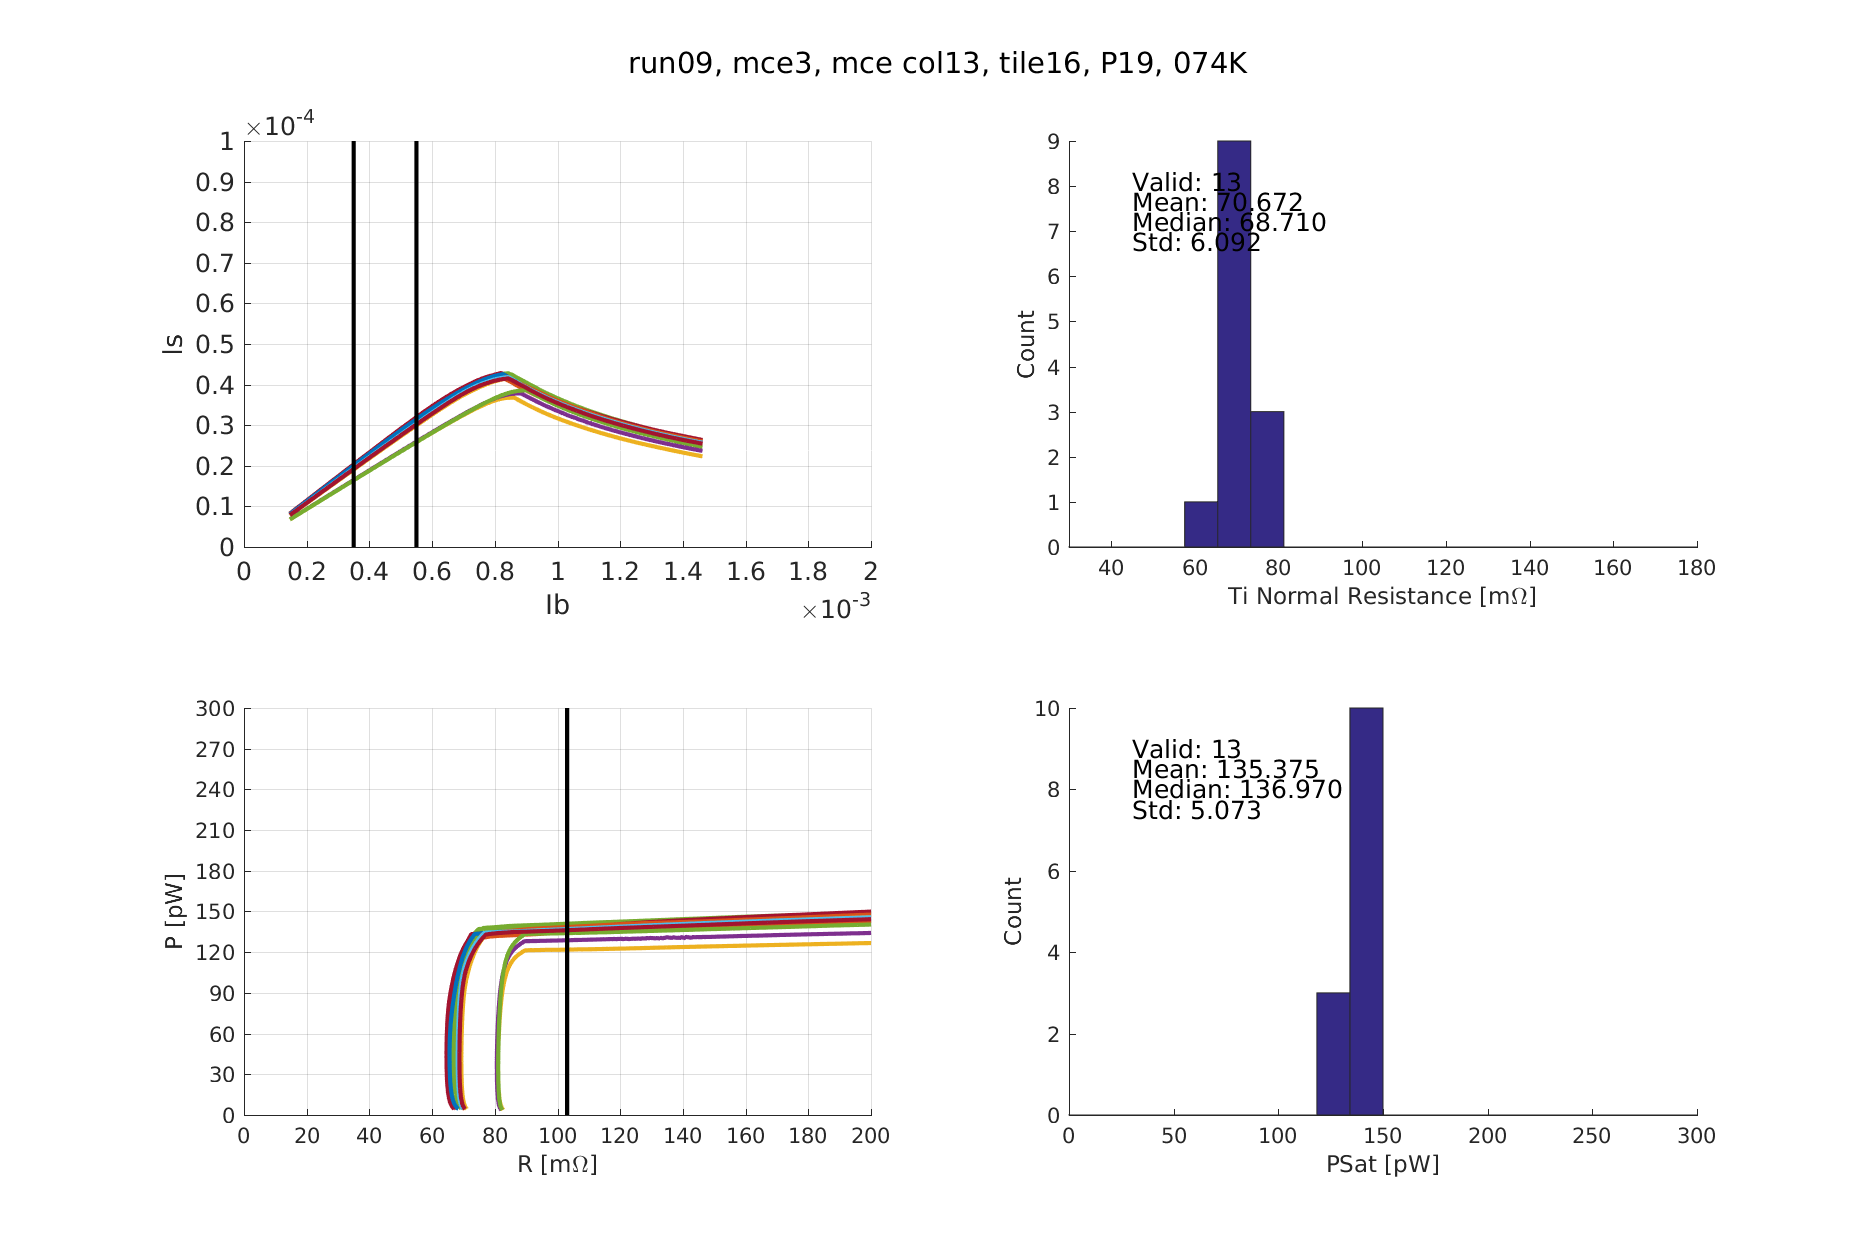 run09, mce3, mce col13, tile16, P19, 074K
×10-4
1
0.9
0.8
0.7
0.6
0.5
0.4
0.3
0.2
0.1
0
Is
0 0.2 0.4 0.6 0.8 1 1.2 1.4 1.6 1.8 2
Ib
×10-3
9
8
7
6
5
4
3
2
1
0
Count
Valid: 13
Mean: 70.672
Median: 68.710
Std: 6.092
40 60 80 100 120 140 160 180
Ti Normal Resistance [mΩ]
300
270
240
210
180
150
120
90
60
30
0
P [pW]
0 20 40 60 80 100 120 140 160 180 200
R [mΩ]
10
8
6
4
2
0
Count
Valid: 13
Mean: 135.375
Median: 136.970
Std: 5.073
0 50 100 150 200 250 300
PSat [pW]